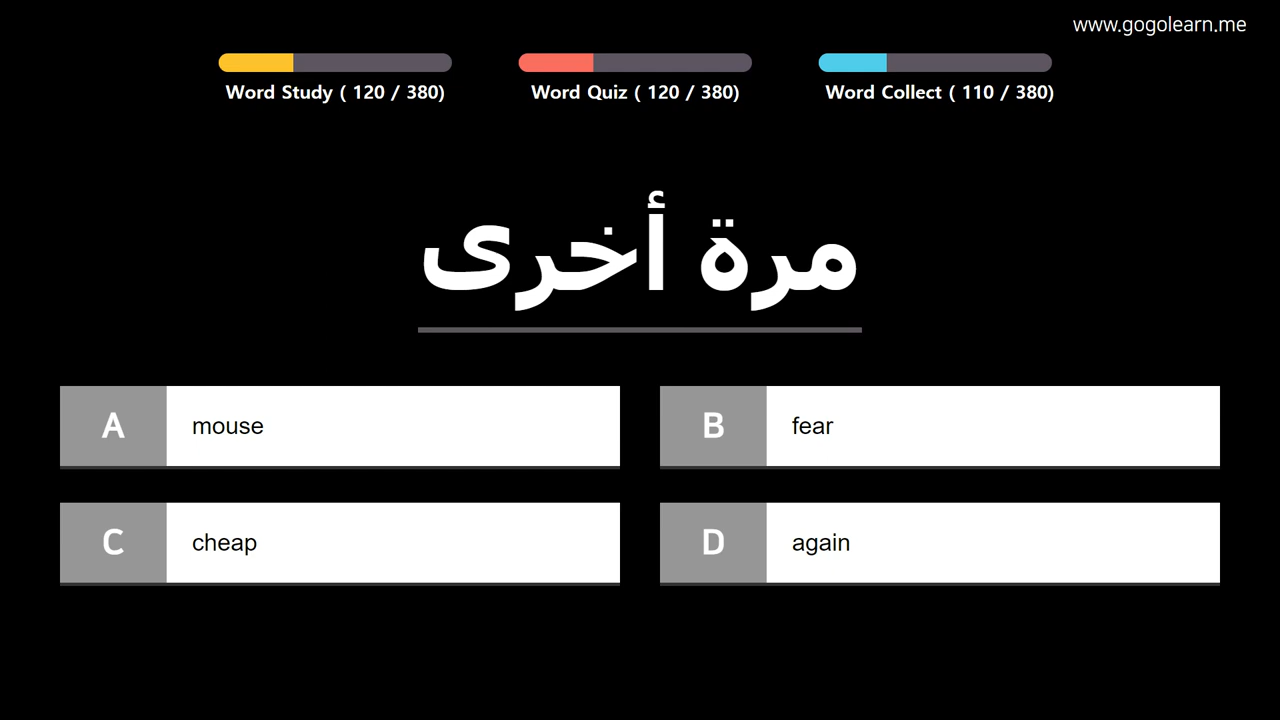 www.gogolearn.me
Word Study ( 120 / 380)
Word Quiz ( 120 / 380)
Word Collect ( 110 / 380)
مرة أخرى
A mouse
B fear
C cheap
D again